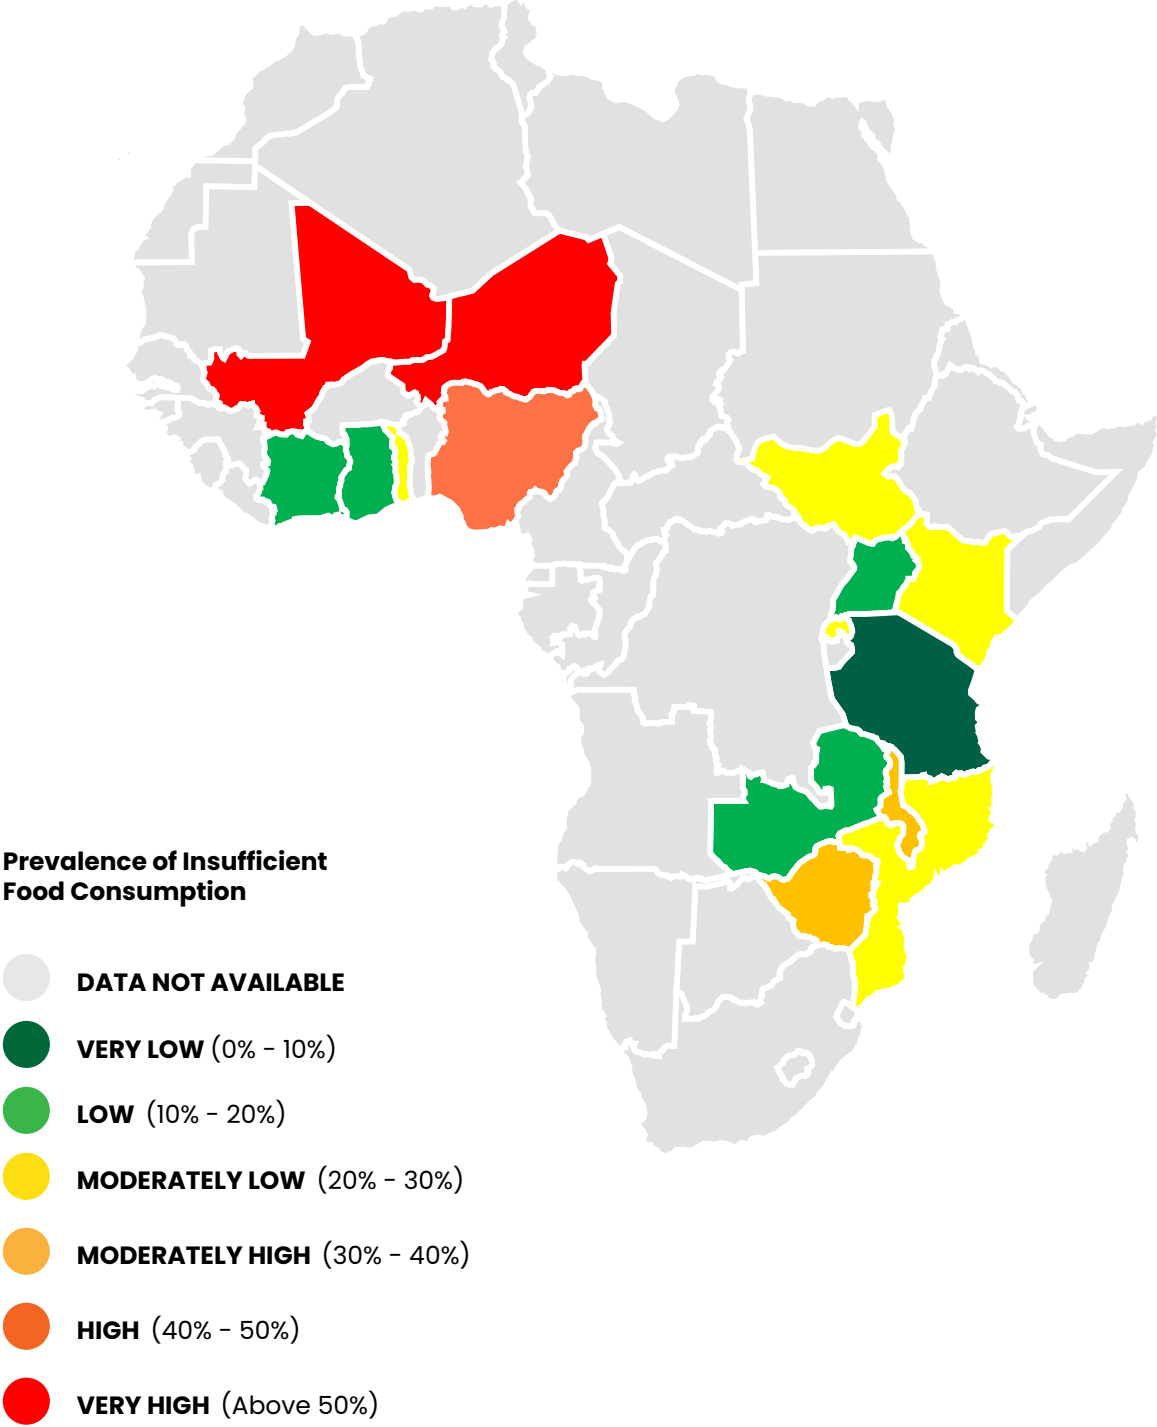 Prevalence of Insufficient
Food Consumption
DATA NOT AVAILABLE
VERY LOW (0% - 10%)
LOW (10% - 20%)
MODERATELY LOW (20% - 30%)
MODERATELY HIGH (30% - 40%)
HIGH (40% - 50%)
VERY HIGH (Above 50%)